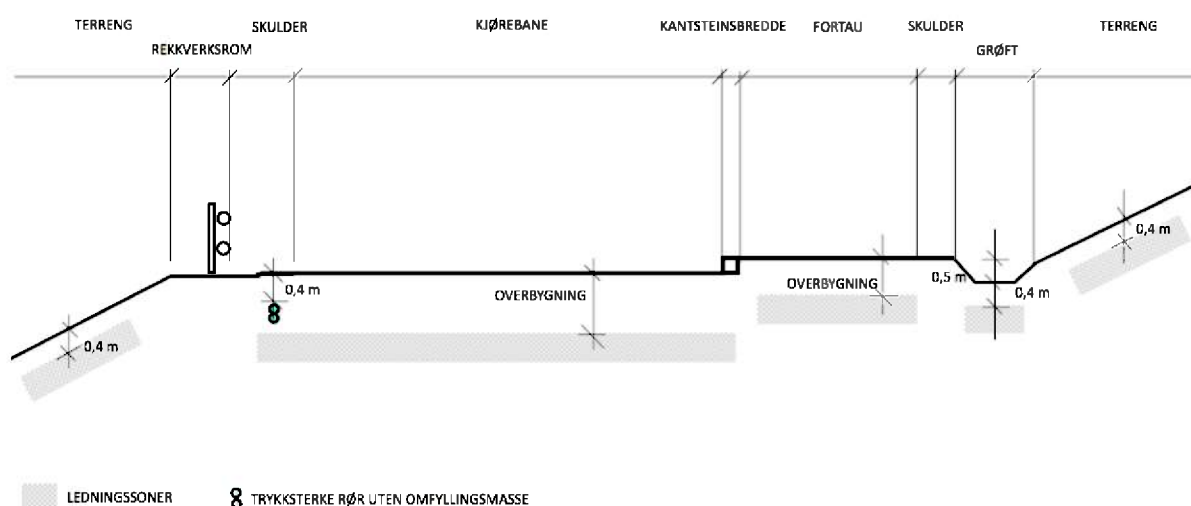 TERRENG SKULDER KJØREBANE KANTSTEINSBREDDE FORTAU SKULDER TERRENG
REKKVERKSROM GRØFT
0,4 m
0,4 m
OVERBYGNING
OVERBYGNING
0,5 m
0,4 m
0,4 m
LEDNINGSSONER TRYKKSTERKE RØR UTEN OMFYLLINGSMASSE